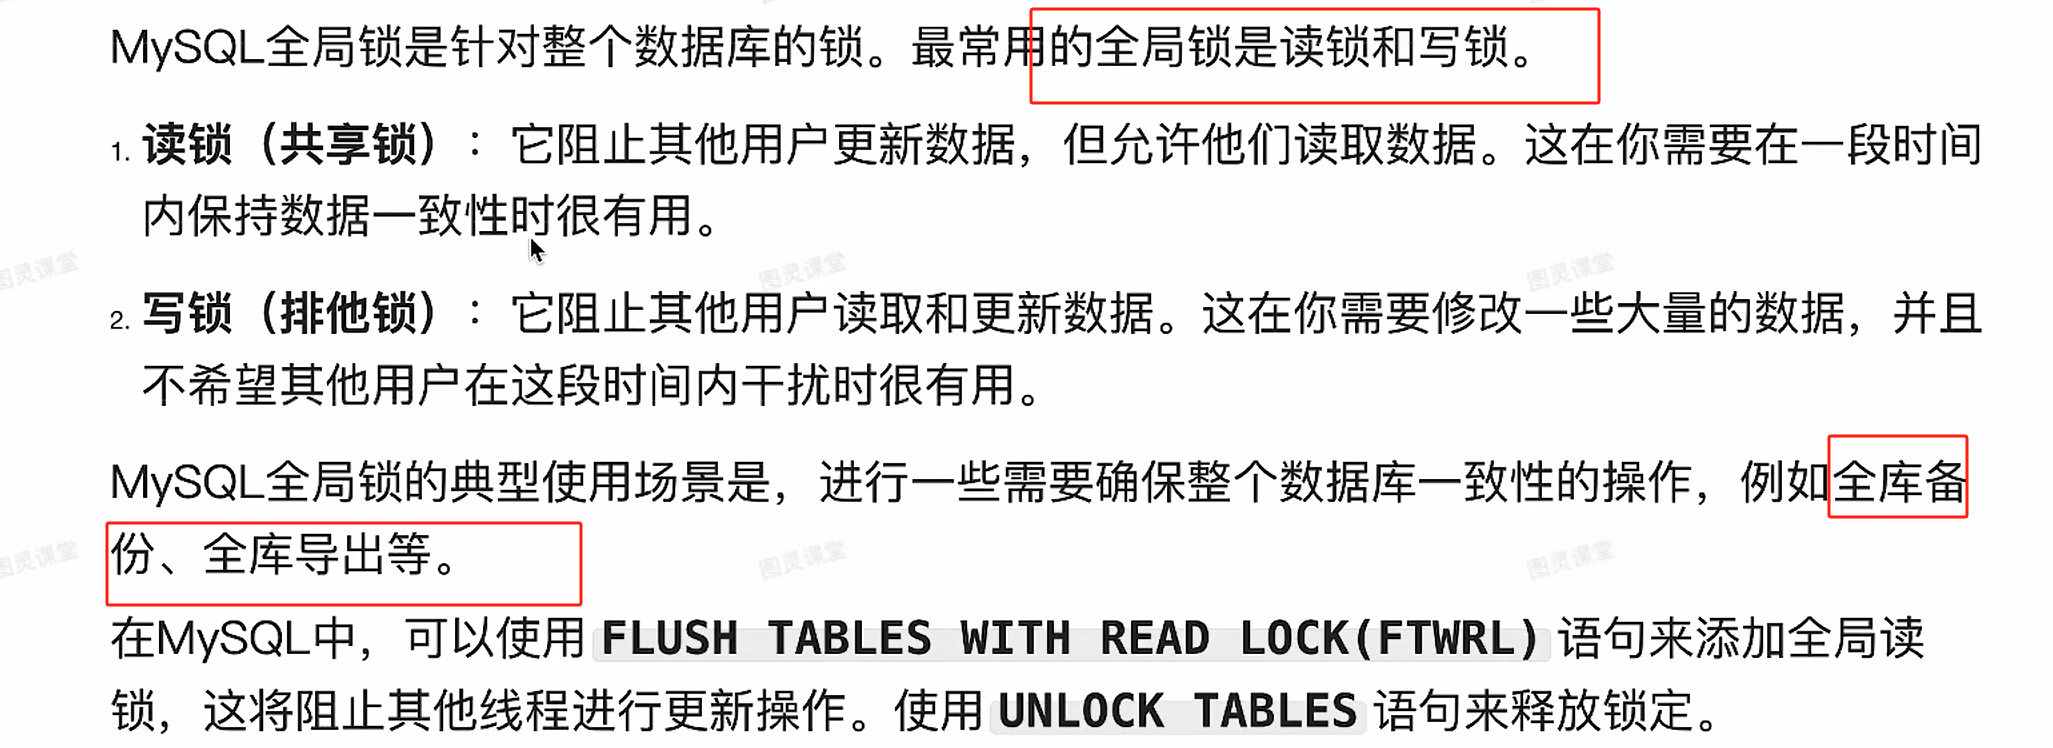 MySQL全局锁是针对整个数据库的锁。最常用的全局锁是读锁和写锁。
1. 读锁（共享锁）：它阻止其他用户更新数据，但允许他们读取数据。这在你需要在一段时间
内保持数据一致性时很有用。
图灵课堂 图灵课堂 图灵课堂
2. 写锁（排他锁）：它阻止其他用户读取和更新数据。这在你需要修改一些大量的数据，并且
不希望其他用户在这段时间内干扰时很有用。
MySQL全局锁的典型使用场景是，进行一些需要确保整个数据库一致性的操作，例如全库备
份、全库导出等。
图灵课堂 图灵课堂 图灵课堂
在MySQL中，可以使用 FLUSH TABLES WITH READ LOCK(FTWRL) 语句来添加全局读
锁，这将阻止其他线程进行更新操作。使用 UNLOCK TABLES 语句来释放锁定。